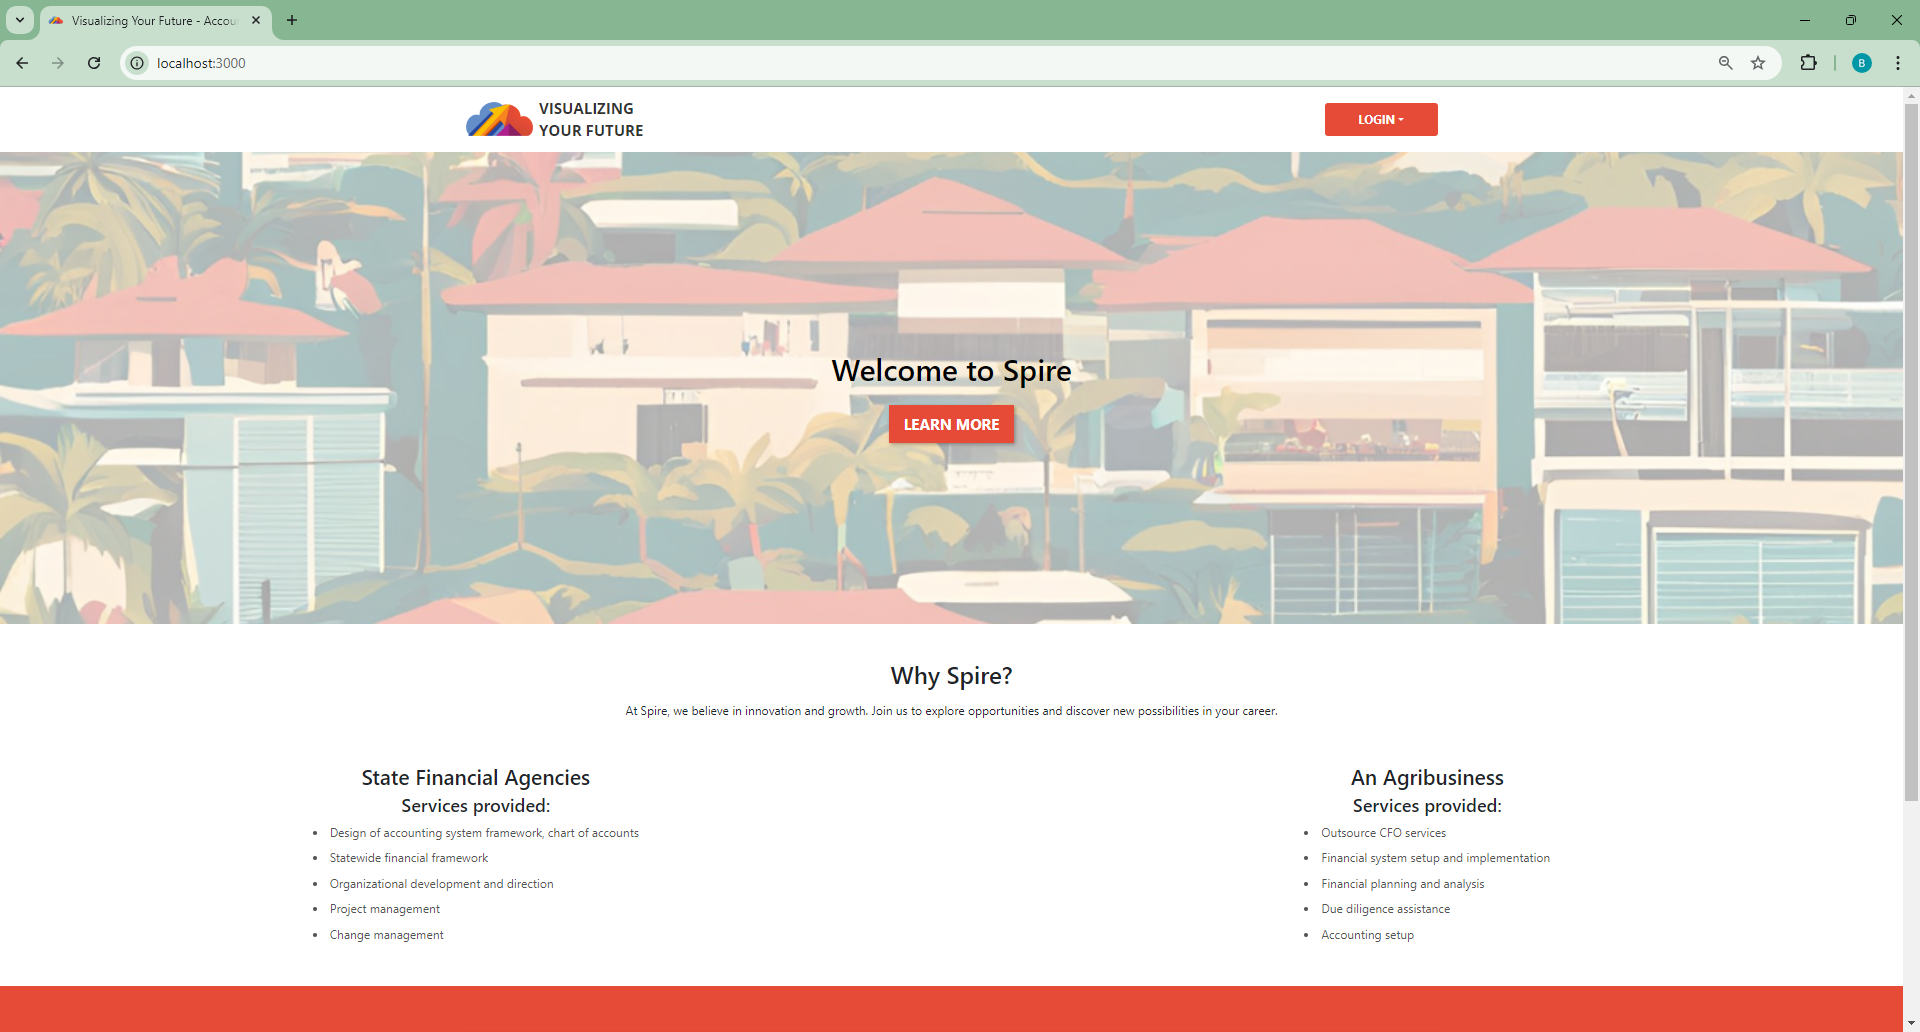 Visualizing Your Future - Accou
localhost:3000
B
VISUALIZING
YOUR FUTURE
LOGIN
Welcome to Spire
LEARN MORE
Why Spire?
At Spire, we believe in innovation and growth. Join us to explore opportunities and discover new possibilities in your career.
State Financial Agencies
Services provided:
• Design of accounting system framework, chart of accounts
• Statewide financial framework
• Organizational development and direction
• Project management
• Change management
An Agribusiness
Services provided:
• Outsource CFO services
• Financial system setup and implementation
• Financial planning and analysis
• Due diligence assistance
• Accounting setup